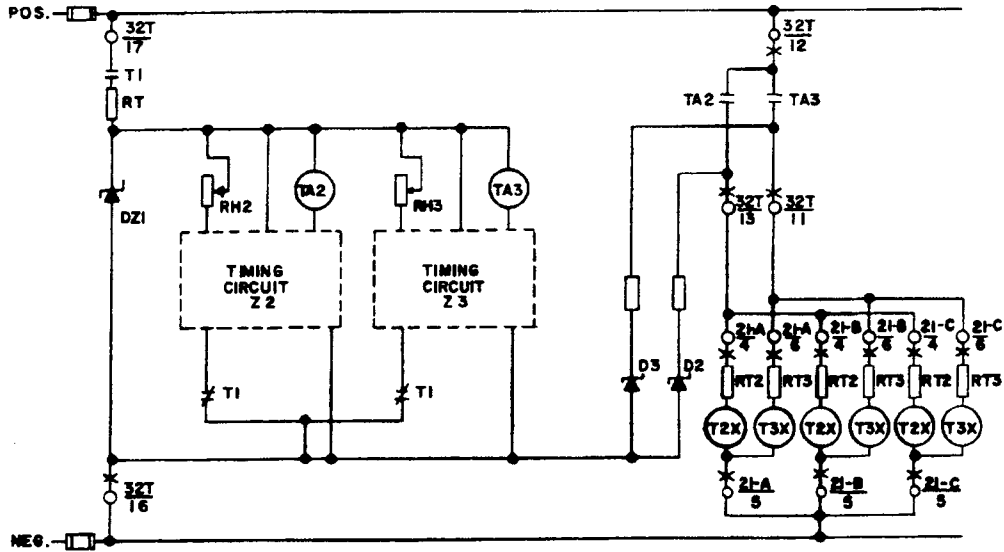 POS.
32T
17
32T
12
T1
RT
TA2
TA3
TA2
TA3
RH2
RH3
DZ1
32T
13
32T
11
TIMING
CIRCUIT
Z 2
TIMING
CIRCUIT
Z 3
21-A
4
21-A
6
21-B
4
21-B
6
21-C
4
21-C
6
D3
D2
RT2
RT3
RT2
RT3
RT2
RT3
T1
T1
T2X
T3X
T2X
T3X
T2X
T3X
32T
16
21-A
5
21-B
5
21-C
5
NEG.